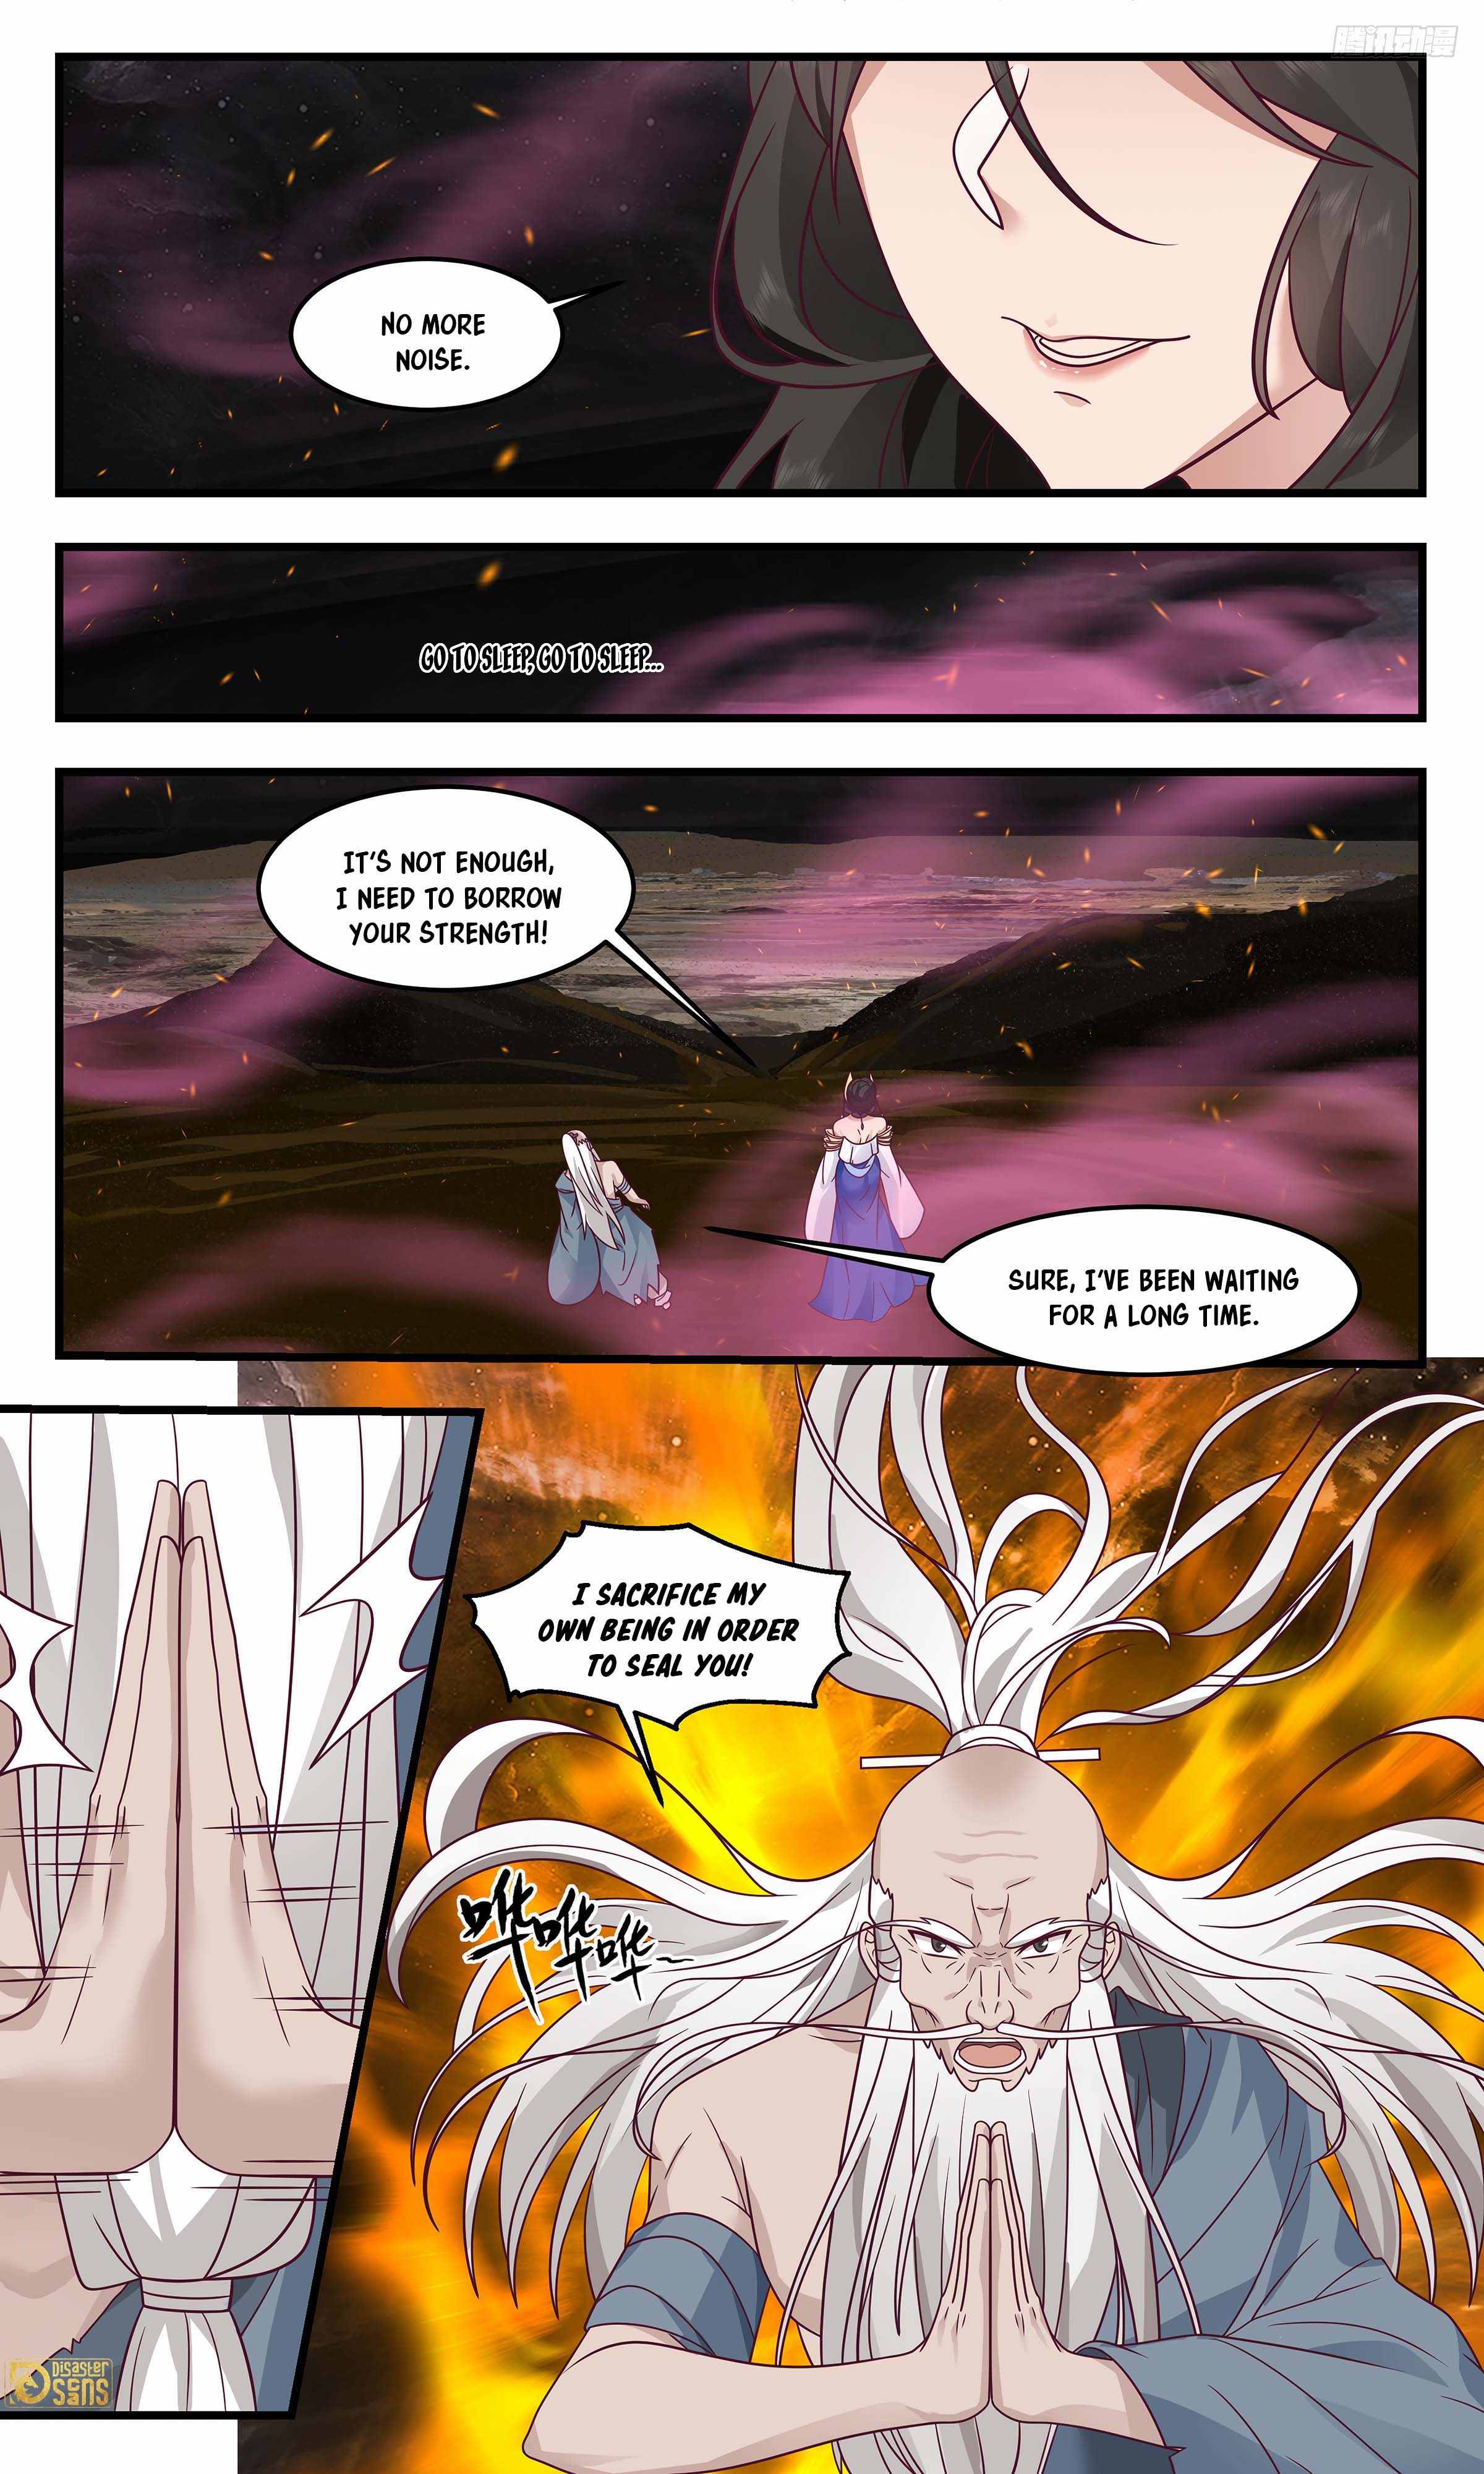 腾讯动漫
NO MORE
NOISE.
GO TO SLEEP, GO TO SLEEP...
IT'S NOT ENOUGH,
I NEED TO BORROW
YOUR STRENGTH!
SURE, I'VE BEEN WAITING
FOR A LONG TIME.
I SACRIFICE MY
OWN BEING IN ORDER
TO SEAL YOU!
哗哗哗~
DISASTER
SCANS